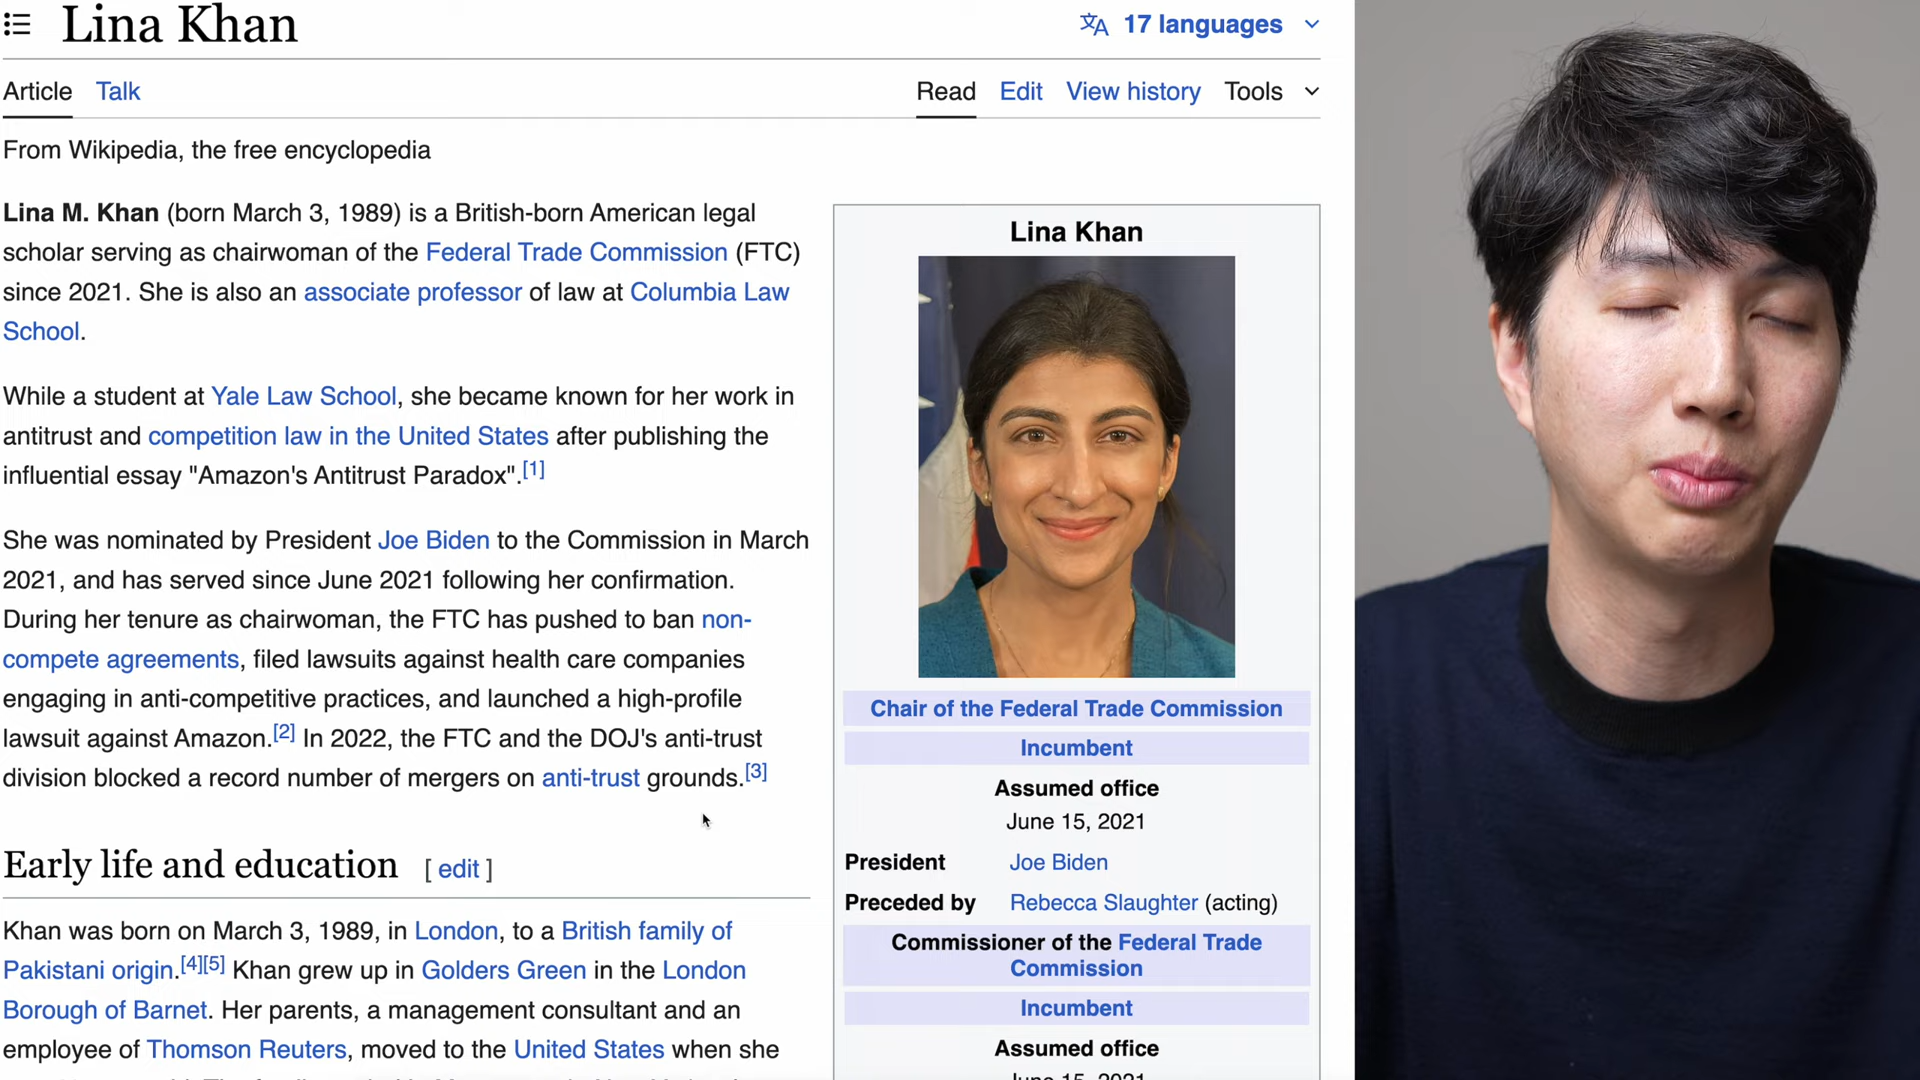 Lina Khan
17 languages
Article Talk
Read Edit View history Tools
From Wikipedia, the free encyclopedia
Lina M. Khan (born March 3, 1989) is a British-born American legal
scholar serving as chairwoman of the Federal Trade Commission (FTC)
since 2021. She is also an associate professor of law at Columbia Law
School.
While a student at Yale Law School, she became known for her work in
antitrust and competition law in the United States after publishing the
influential essay "Amazon's Antitrust Paradox".[1]
She was nominated by President Joe Biden to the Commission in March
2021, and has served since June 2021 following her confirmation.
During her tenure as chairwoman, the FTC has pushed to ban non-
compete agreements, filed lawsuits against health care companies
engaging in anti-competitive practices, and launched a high-profile
lawsuit against Amazon.[2] In 2022, the FTC and the DOJ's anti-trust
division blocked a record number of mergers on anti-trust grounds.[3]
Early life and education [ edit ]
Khan was born on March 3, 1989, in London, to a British family of
Pakistani origin.[4][5] Khan grew up in Golders Green in the London
Borough of Barnet. Her parents, a management consultant and an
employee of Thomson Reuters, moved to the United States when she
Lina Khan
Chair of the Federal Trade Commission
Incumbent
Assumed office
June 15, 2021
President Joe Biden
Preceded by Rebecca Slaughter (acting)
Commissioner of the Federal Trade
Commission
Incumbent
Assumed office
June 15, 2021